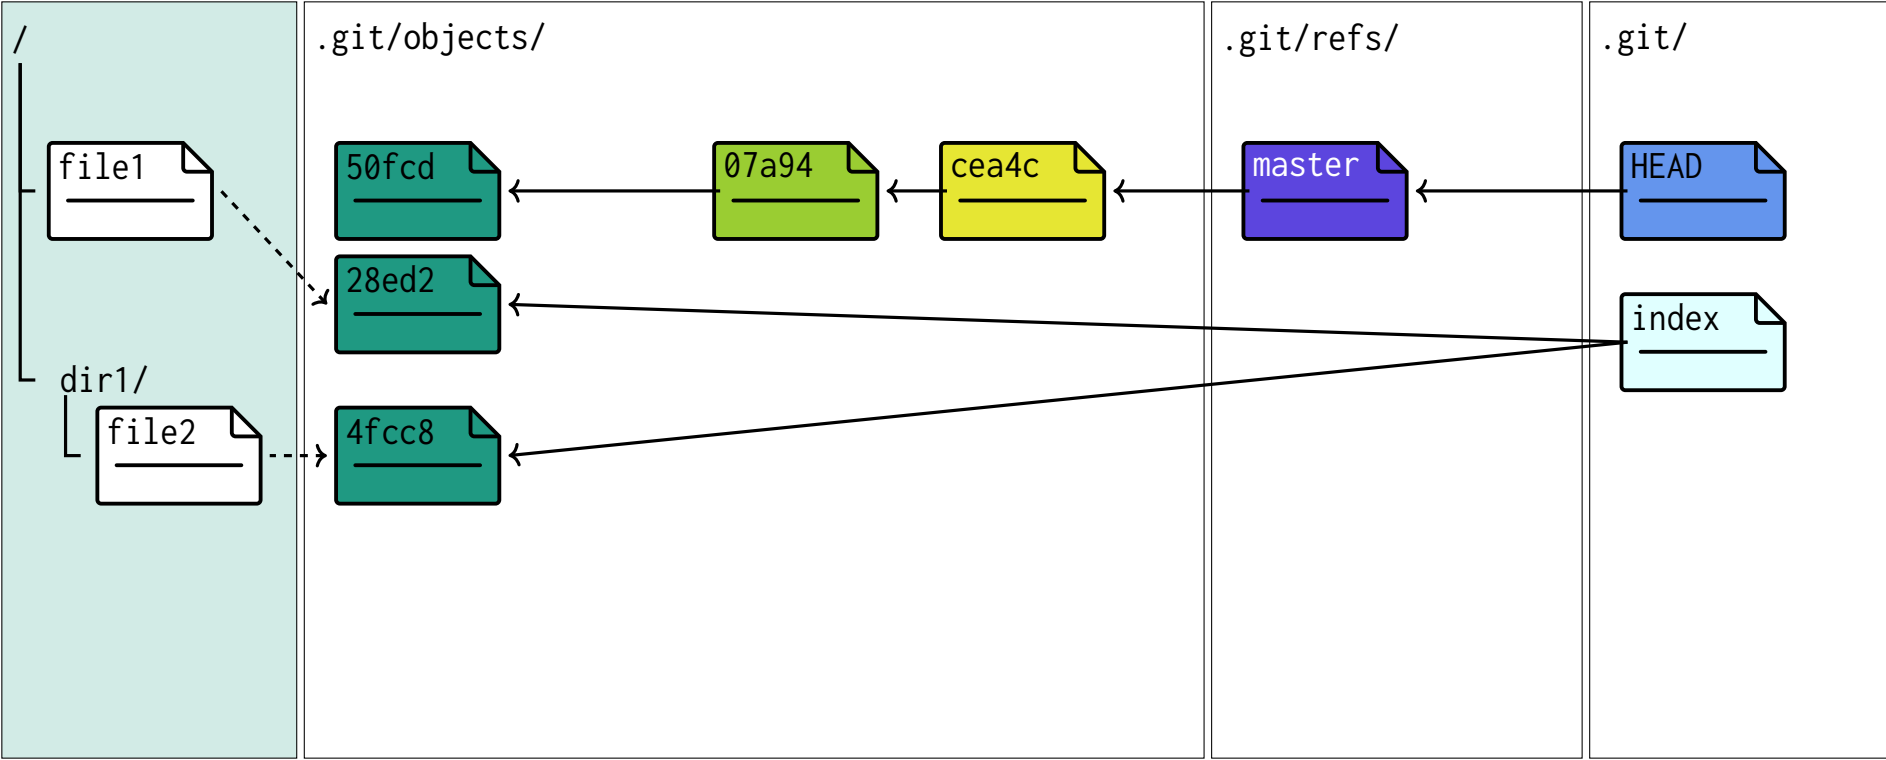 /
.git/objects/
.git/refs/
.git/
file1
50fcd
07a94
cea4c
master
HEAD
28ed2
index
dir1/
file2
4fcc8